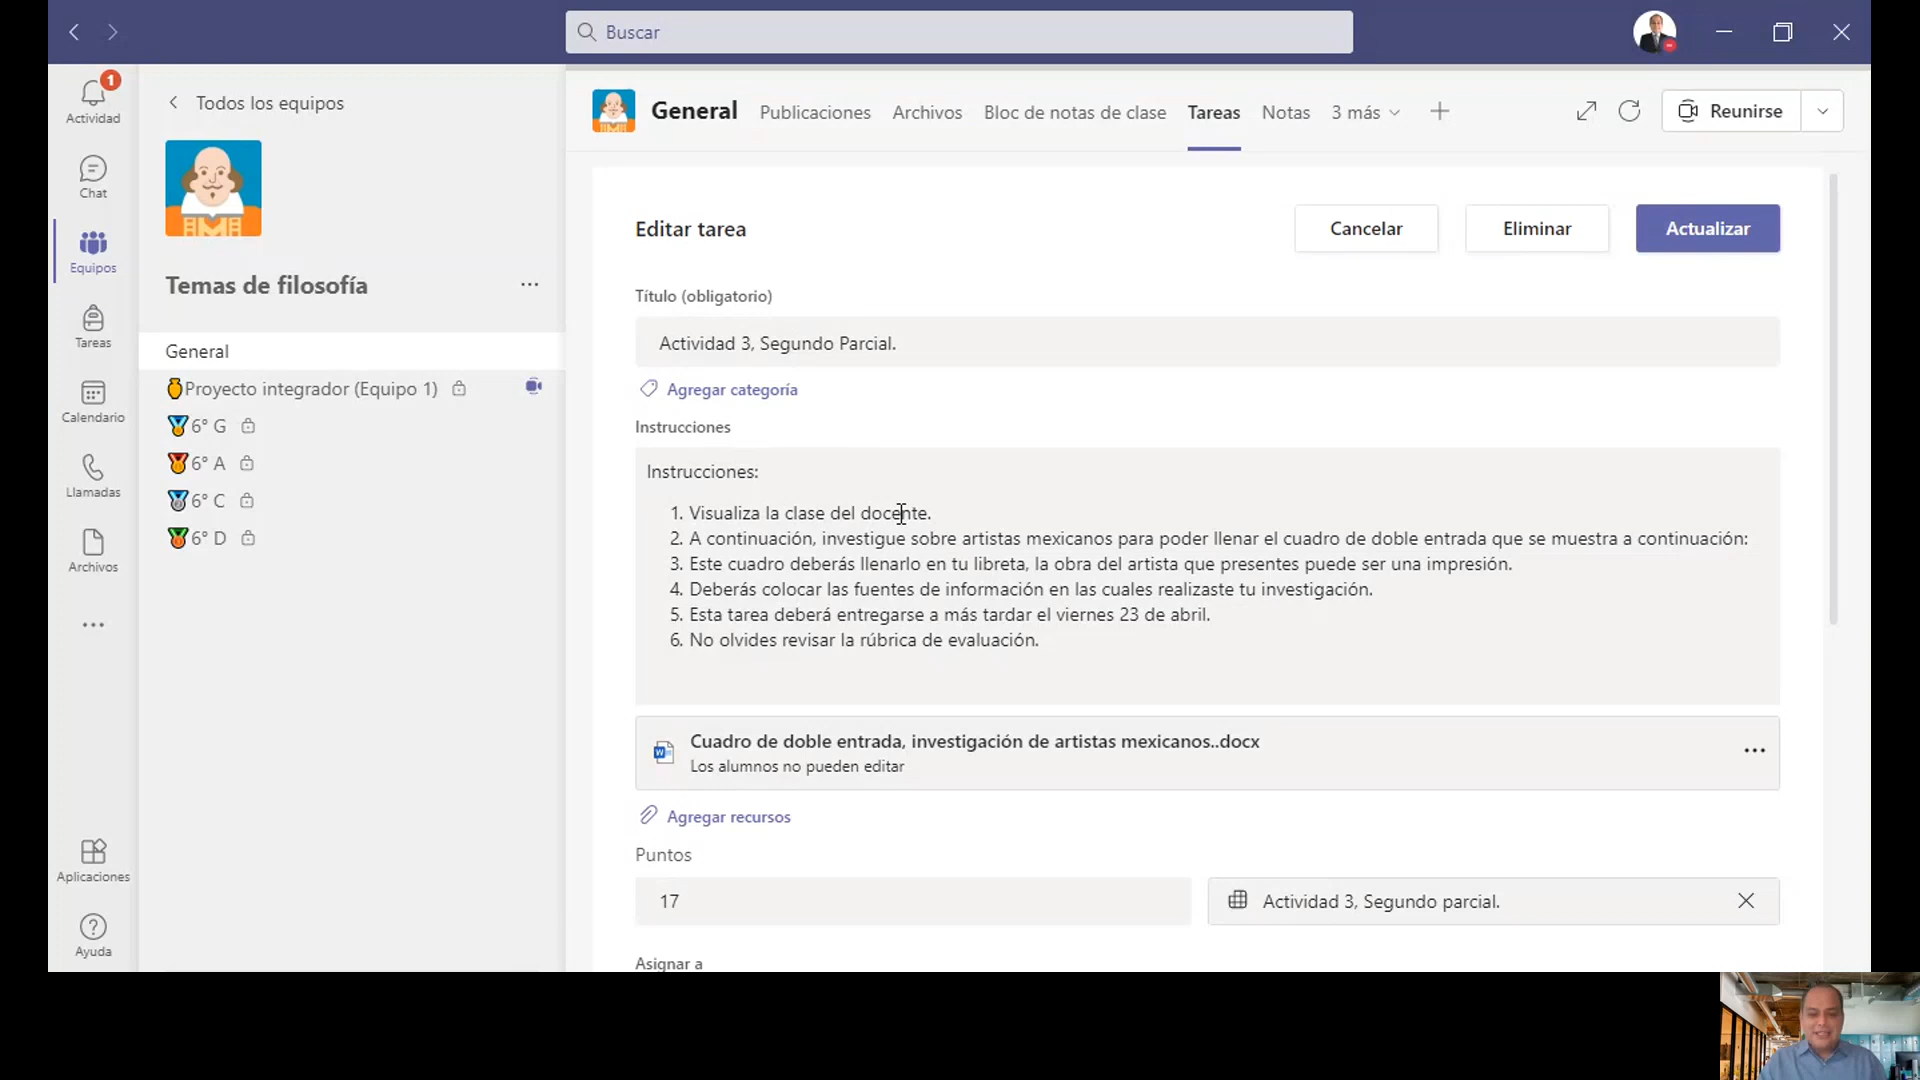 Buscar
1
Actividad
Chat
Equipos
Tareas
Calendario
Llamadas
Archivos
Aplicaciones
Ayuda
Todos los equipos
Temas de filosofía
General
Proyecto integrador (Equipo 1)
6° G
6° A
6° C
6° D
General
Publicaciones
Archivos
Bloc de notas de clase
Tareas
Notas
3 más
Reunirse
Editar tarea
Cancelar
Eliminar
Actualizar
Título (obligatorio)
Actividad 3, Segundo Parcial.
Agregar categoría
Instrucciones
Instrucciones:
1. Visualiza la clase del docente.
2. A continuación, investigue sobre artistas mexicanos para poder llenar el cuadro de doble entrada que se muestra a continuación:
3. Este cuadro deberás llenarlo en tu libreta, la obra del artista que presentes puede ser una impresión.
4. Deberás colocar las fuentes de información en las cuales realizaste tu investigación.
5. Esta tarea deberá entregarse a más tardar el viernes 23 de abril.
6. No olvides revisar la rúbrica de evaluación.
Cuadro de doble entrada, investigación de artistas mexicanos..docx
Los alumnos no pueden editar
Agregar recursos
Puntos
17
Actividad 3, Segundo parcial.
Asignar a